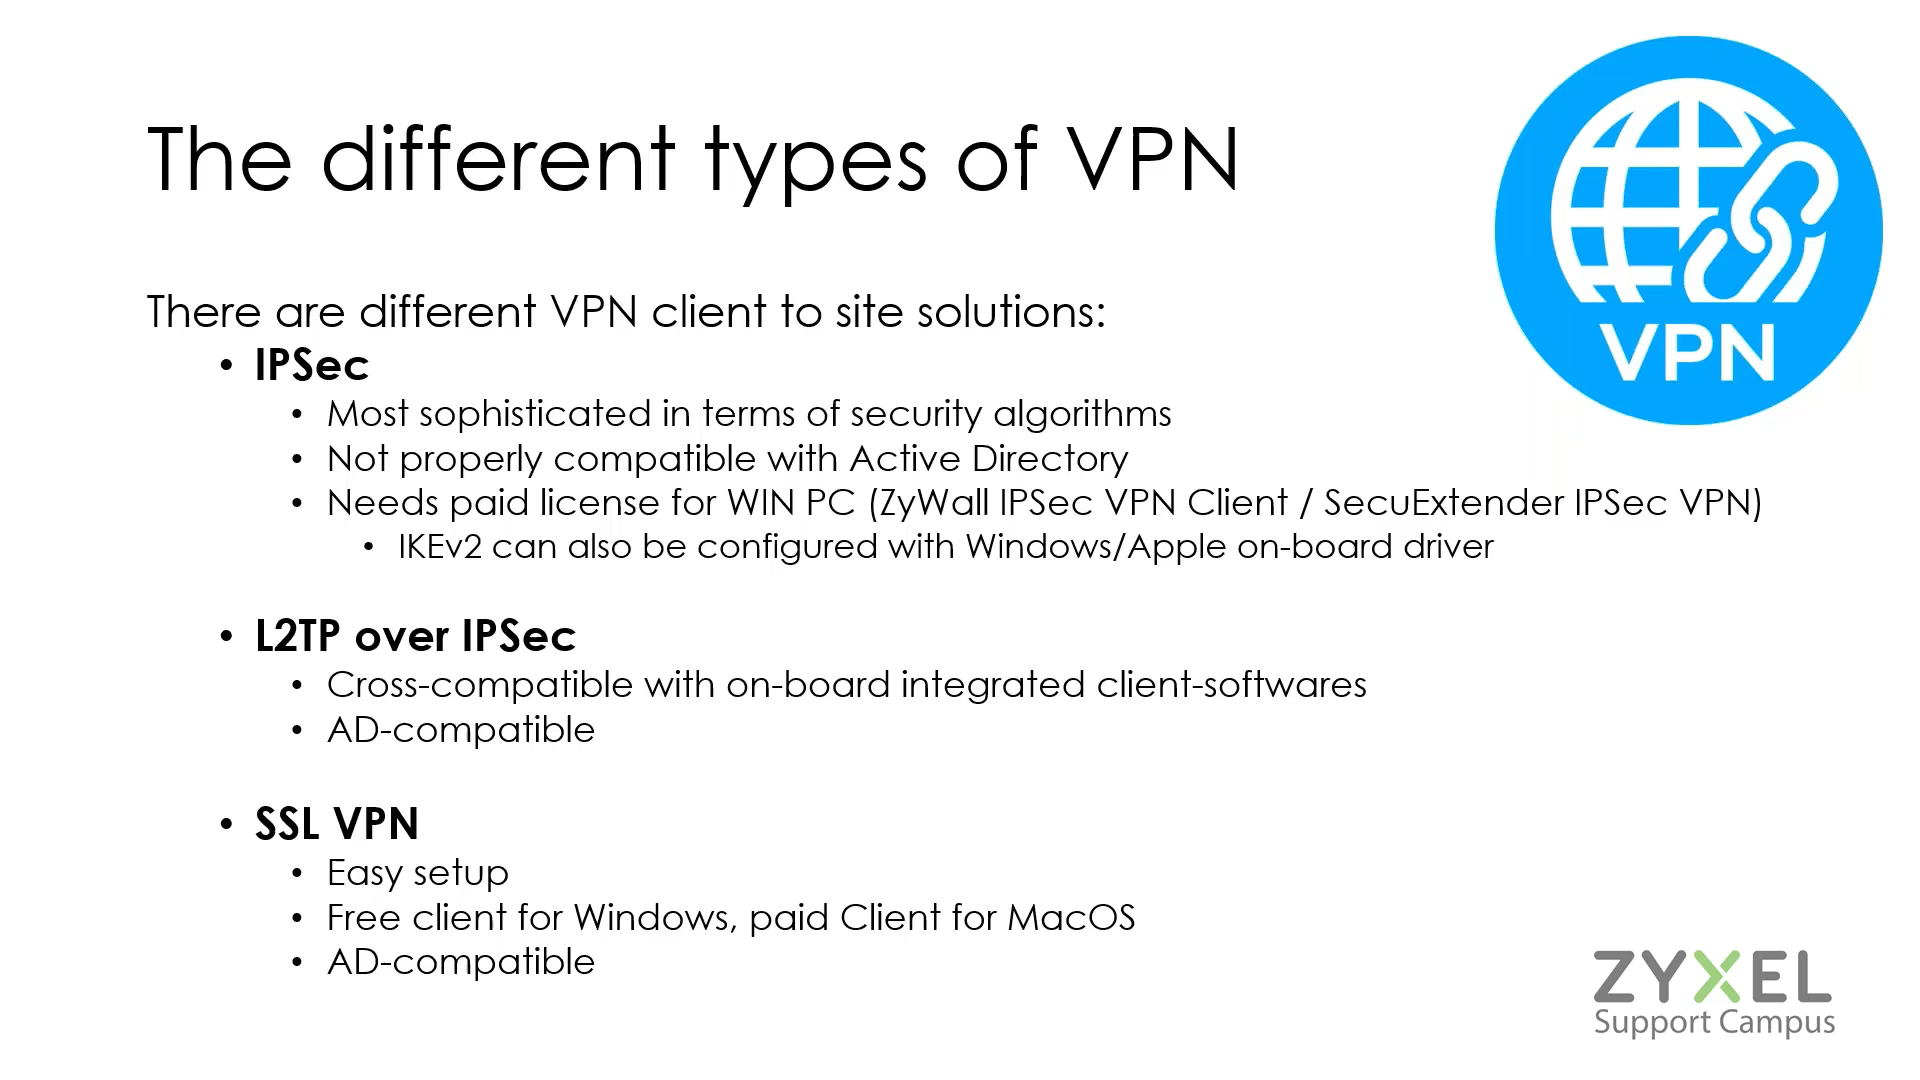 The different types of VPN
VPN
There are different VPN client to site solutions:
• IPSec
• Most sophisticated in terms of security algorithms
• Not properly compatible with Active Directory
• Needs paid license for WIN PC (ZyWall IPSec VPN Client / SecuExtender IPSec VPN)
• IKEv2 can also be configured with Windows/Apple on-board driver
• L2TP over IPSec
• Cross-compatible with on-board integrated client-softwares
• AD-compatible
• SSL VPN
• Easy setup
• Free client for Windows, paid Client for MacOS
• AD-compatible
ZYXEL
Support Campus